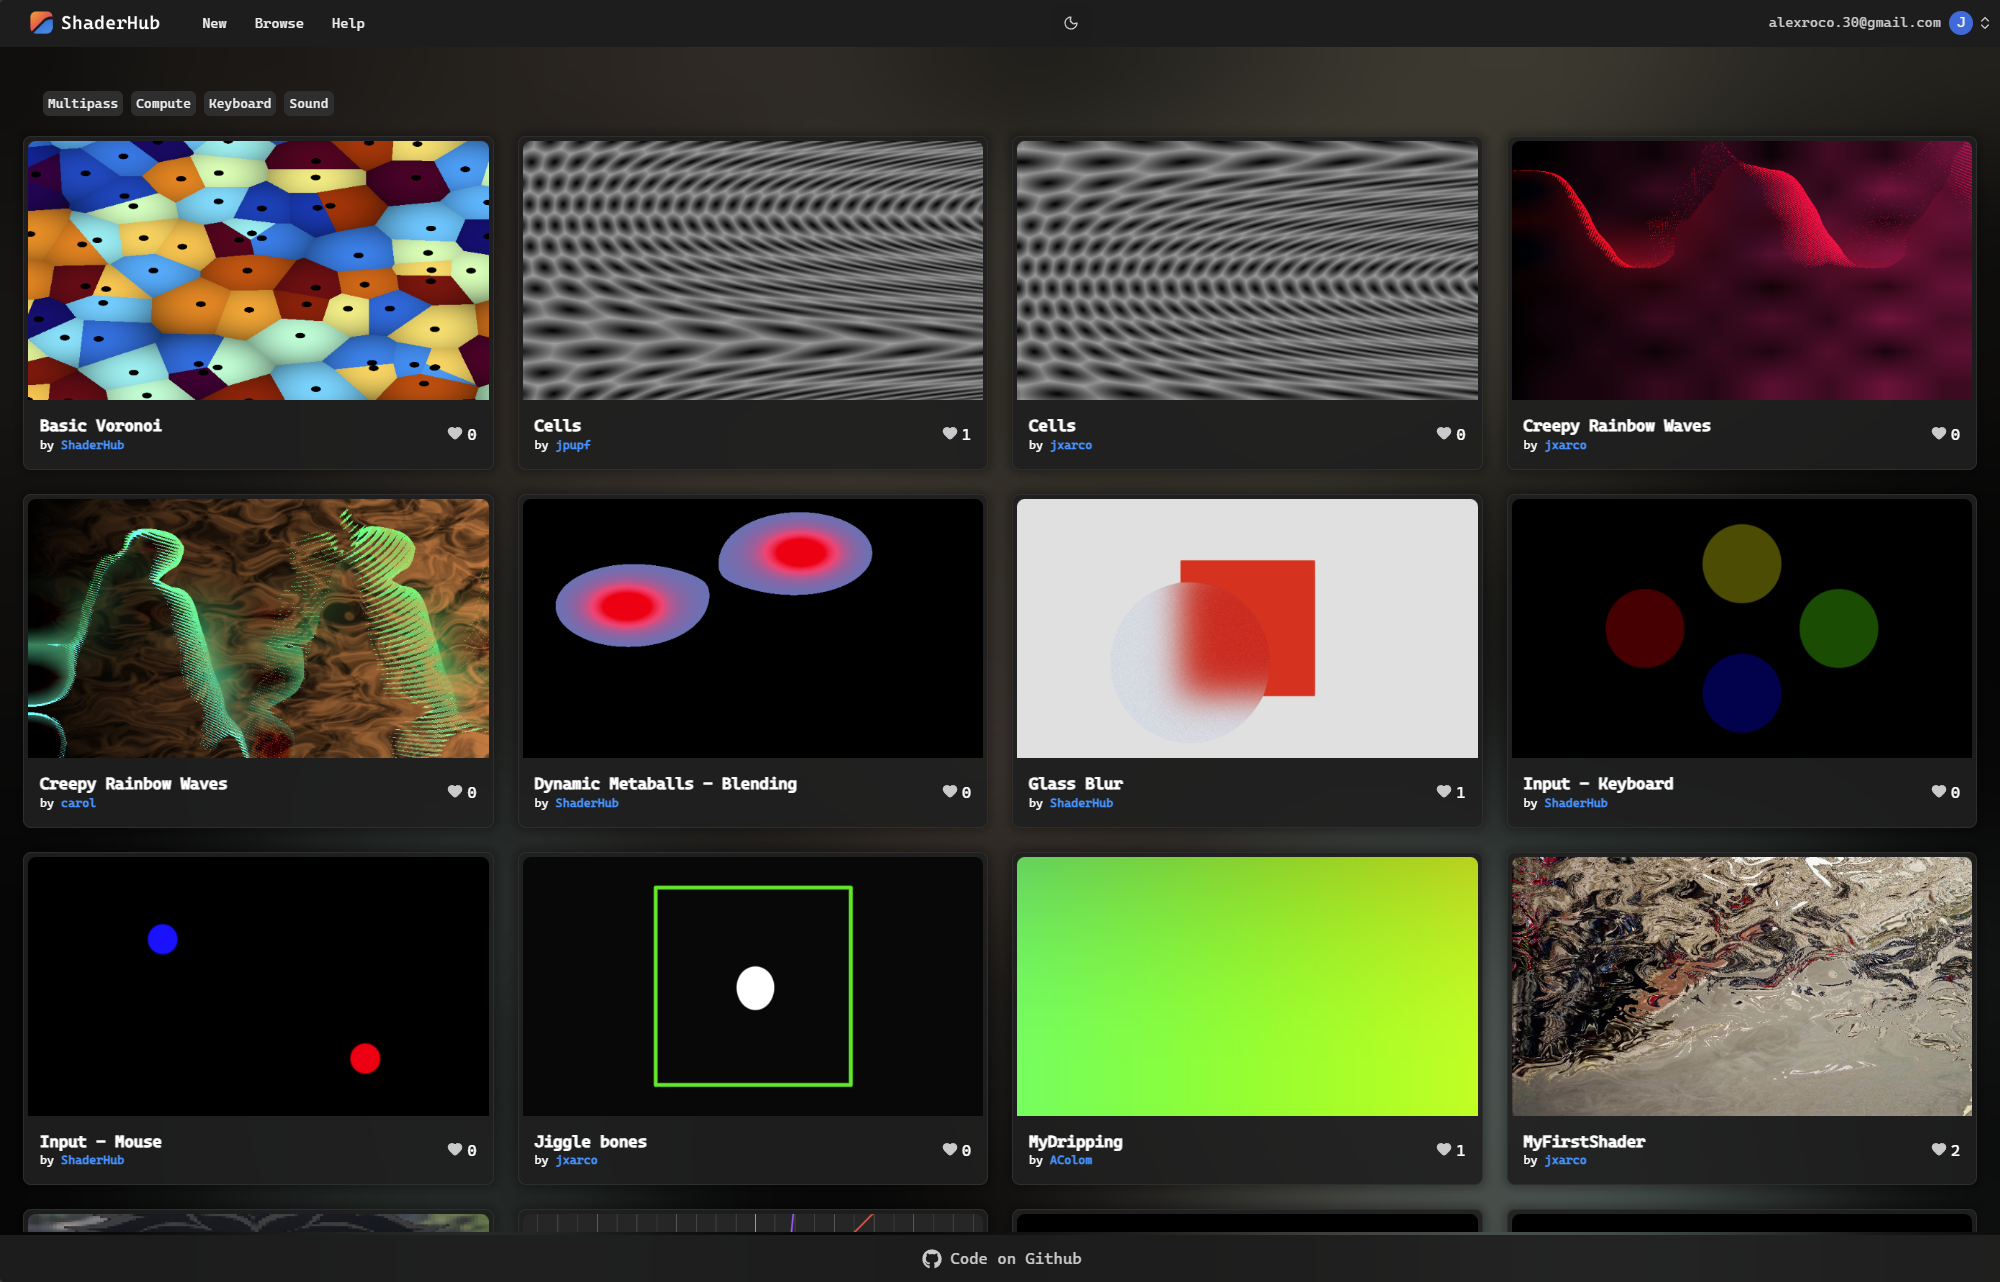 ShaderHub
New
Browse
Help
alexroco.30@gmail.com
J
Multipass
Compute
Keyboard
Sound
Basic Voronoi
by ShaderHub
0
Cells
by jpupf
1
Cells
by jxarco
0
Creepy Rainbow Waves
by jxarco
0
Creepy Rainbow Waves
by carol
0
Dynamic Metaballs - Blending
by ShaderHub
0
Glass Blur
by ShaderHub
1
Input - Keyboard
by ShaderHub
0
Input - Mouse
by ShaderHub
0
Jiggle bones
by jxarco
0
MyDripping
by AColom
1
MyFirstShader
by jxarco
2
Code on Github